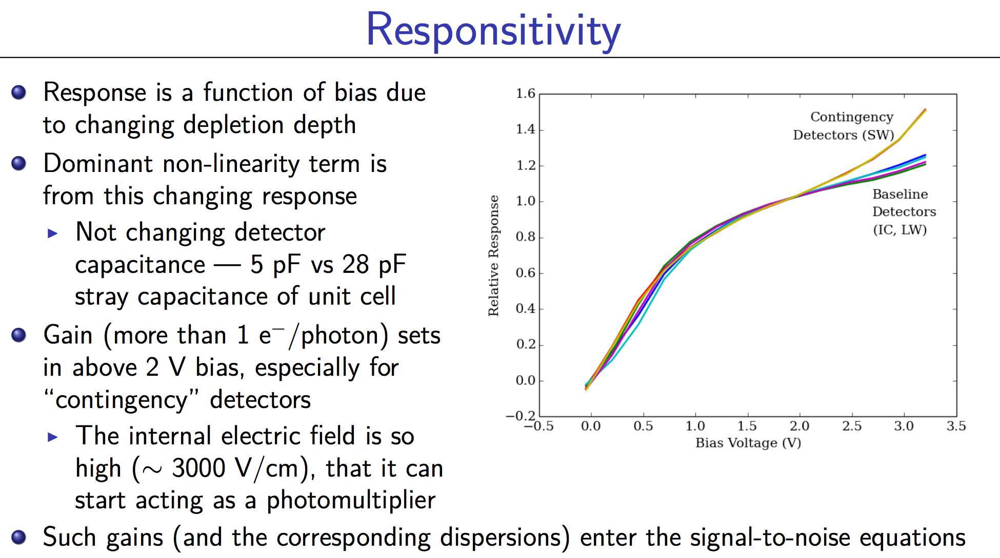 Responsitivity
Response is a function of bias due
to changing depletion depth
Dominant non-linearity term is
from this changing response
Not changing detector
capacitance — 5 pF vs 28 pF
stray capacitance of unit cell
Gain (more than 1 e⁻/photon) sets
in above 2 V bias, especially for
“contingency” detectors
The internal electric field is so
high (∼ 3000 V/cm), that it can
start acting as a photomultiplier
Such gains (and the corresponding dispersions) enter the signal-to-noise equations
1.6
1.4
1.2
1.0
0.8
0.6
0.4
0.2
0.0
−0.2
Relative Response
Contingency
Detectors (SW)
Baseline
Detectors
(IC, LW)
−0.5 0.0 0.5 1.0 1.5 2.0 2.5 3.0 3.5
Bias Voltage (V)